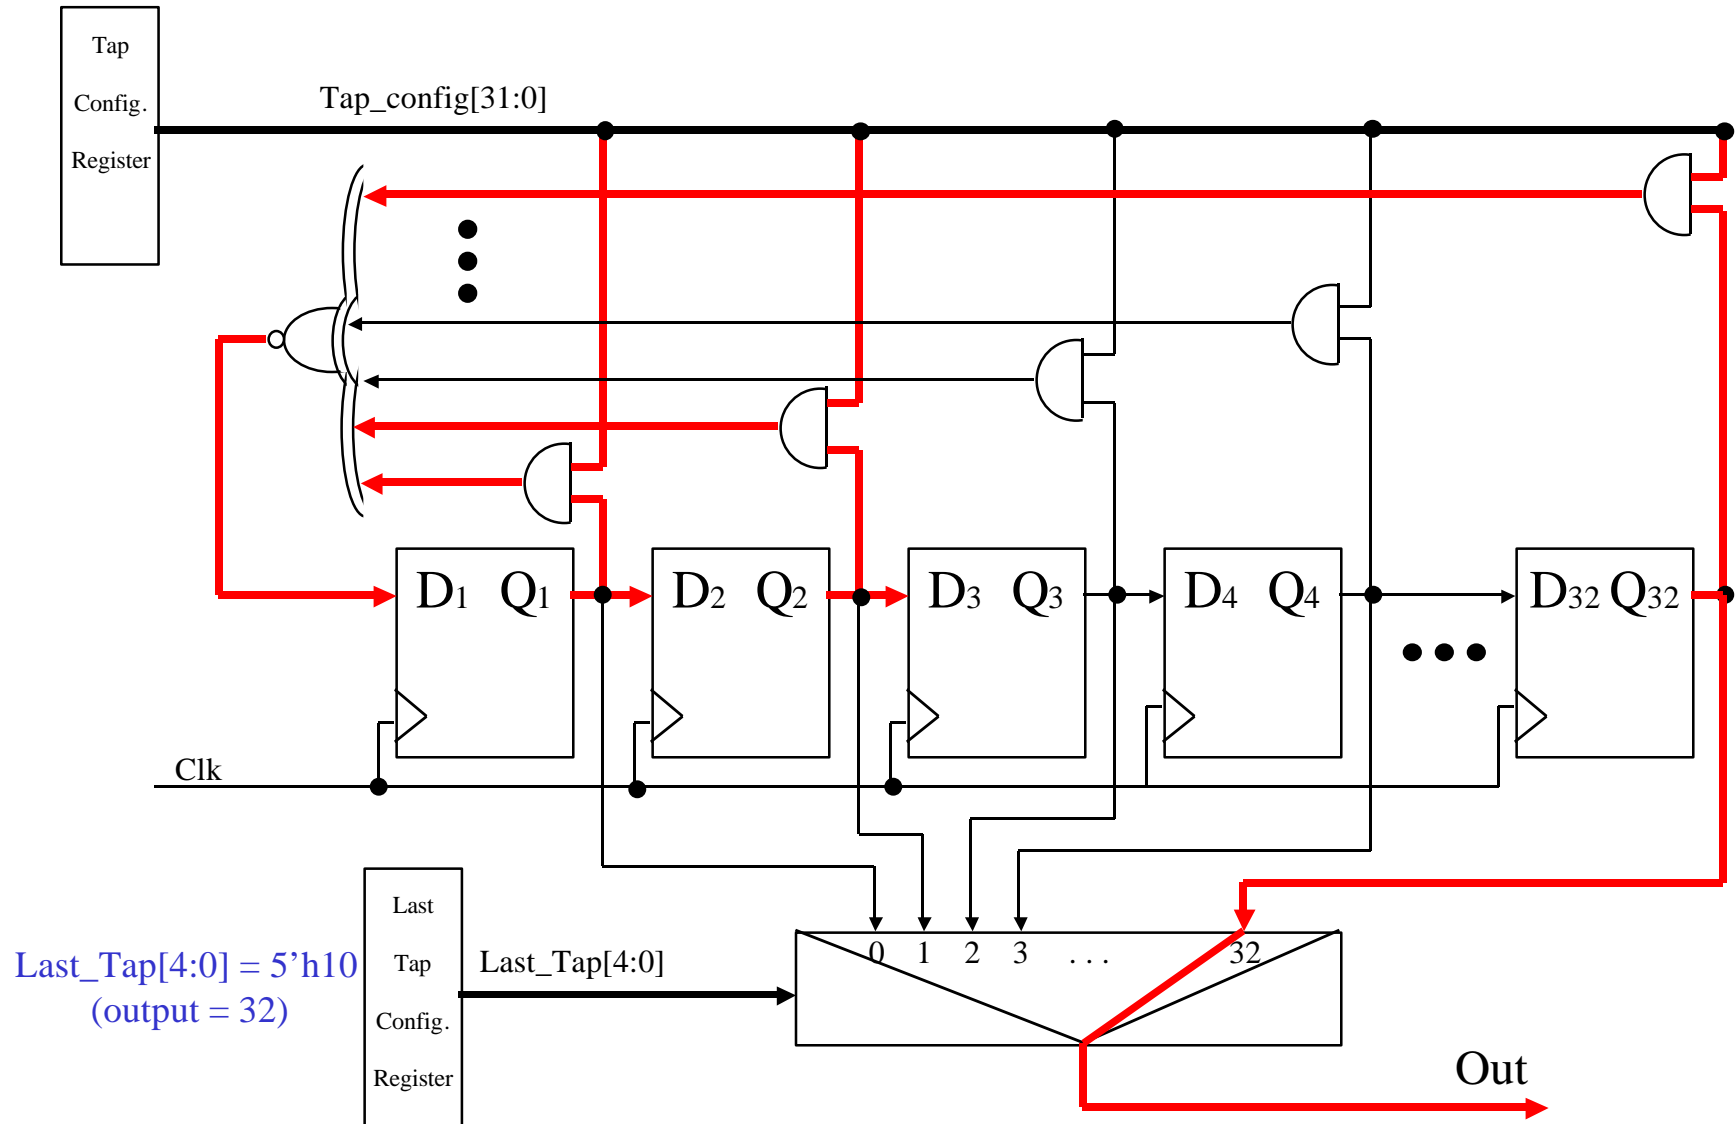 Tap
Config.
Register
Tap_config[31:0]
D1 Q1
D2 Q2
D3 Q3
D4 Q4
D32 Q32
Clk
0 1 2 3 . . . 32
Last
Tap
Config.
Register
Last_Tap[4:0]
Last_Tap[4:0] = 5’h10
(output = 32)
Out